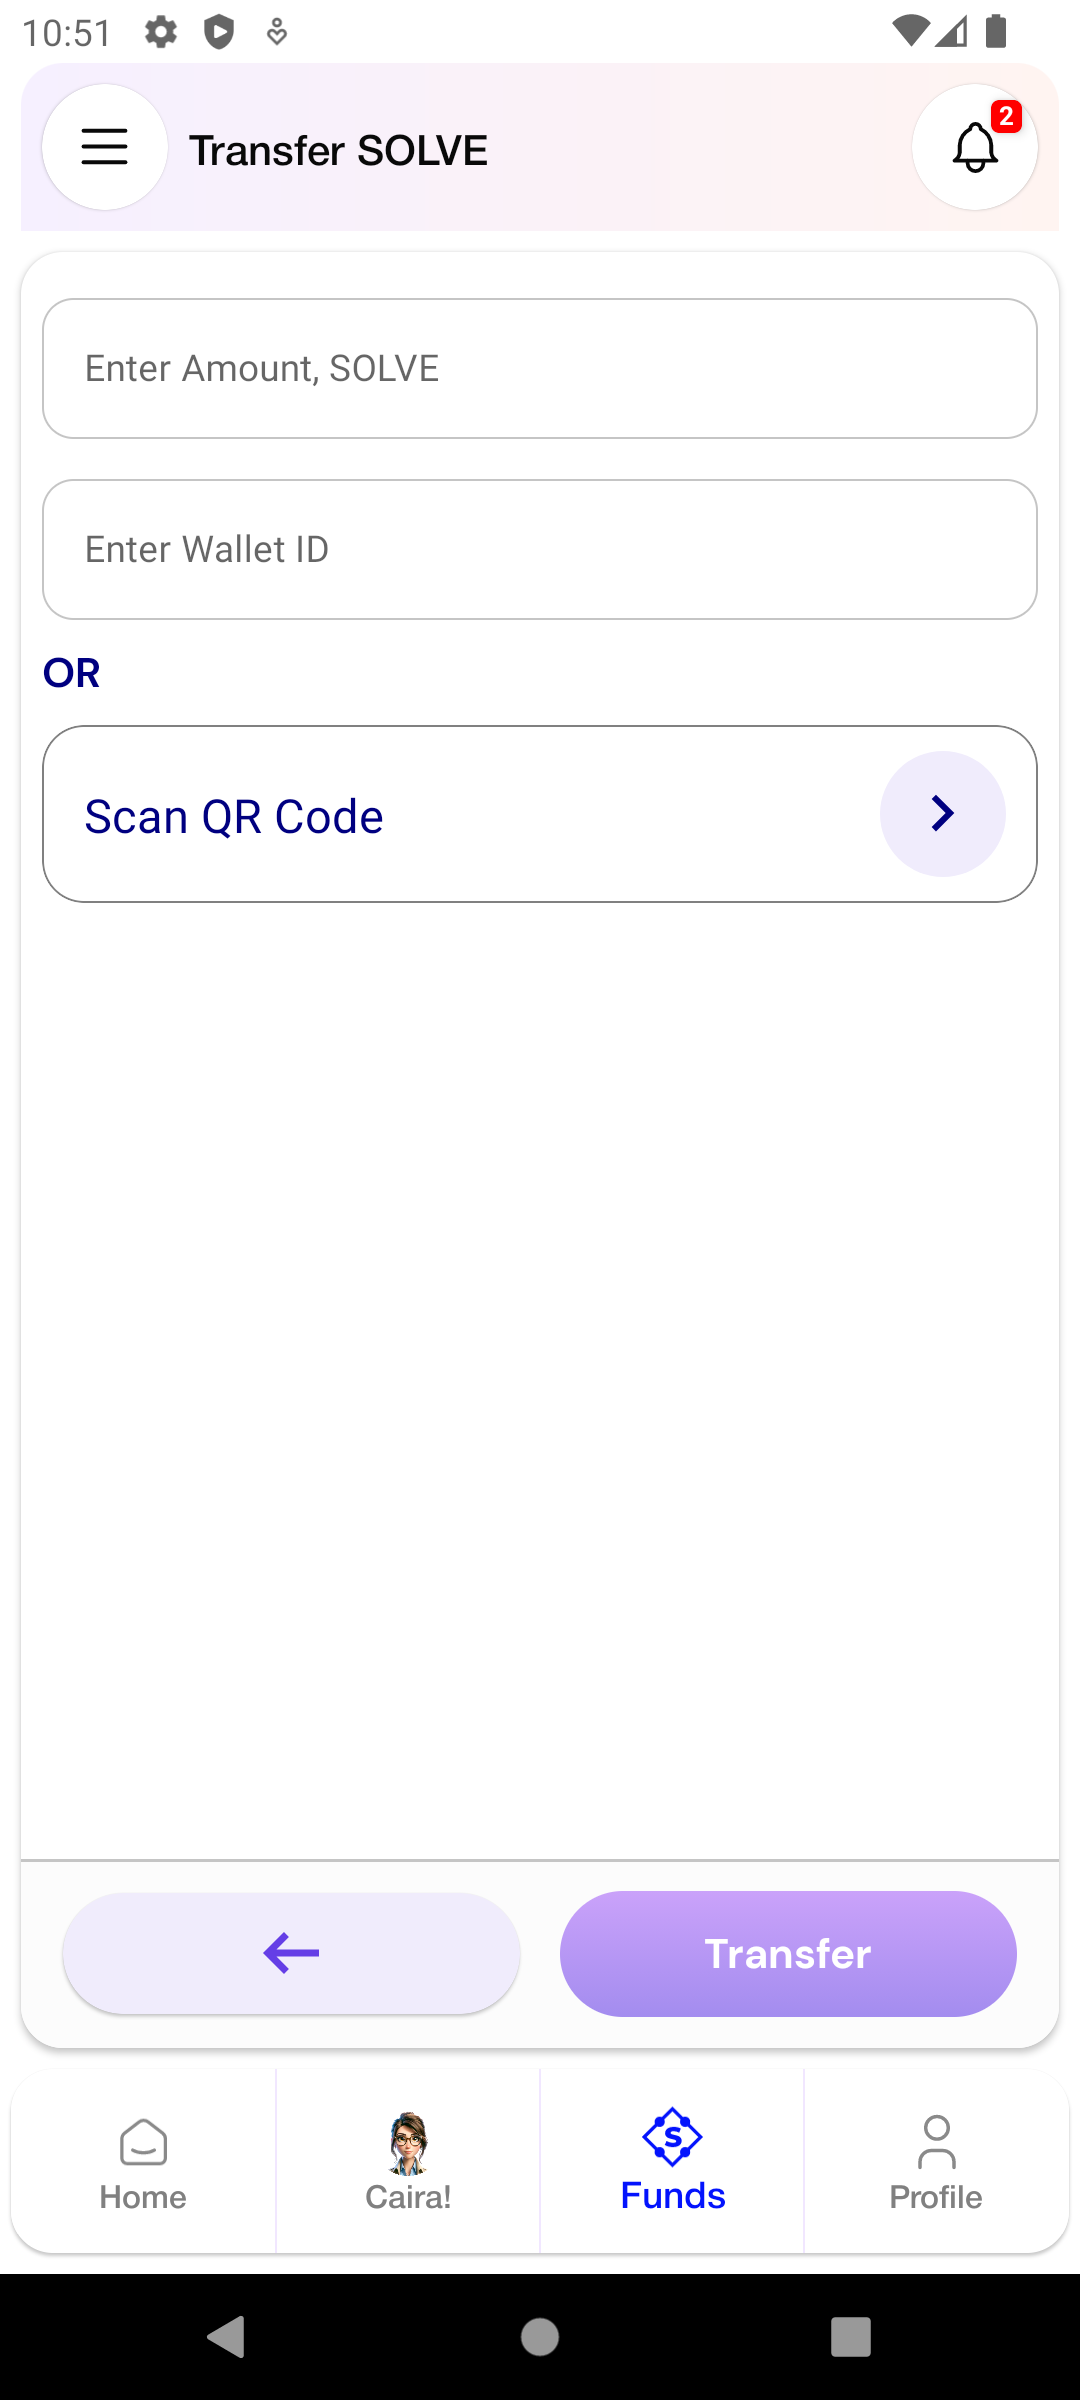 10:51
Transfer SOLVE
2
Enter Amount, SOLVE
Enter Wallet ID
OR
Scan QR Code
Transfer
Home
Caira!
S
Funds
Profile